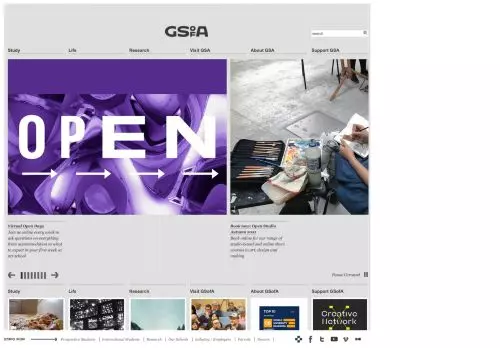 GSofA
search
Study Life Research Visit GSA About GSA Support GSA
OPEN
Virtual Open Days
Join us online every week to
ask questions on everything
from accommodation to what
to expect in your first week at
art school
Book now: Open Studio
Autumn 2021
Book online for our range of
studio-based and online short
courses in art, design and
making
Pause Carousel
Study Life Research Visit GSofA About GSofA Support GSofA
TOP 10
Creative
Network
Prospective Students | International Students | Research | Our Schools | Industry / Employers | Parents | Alumni |